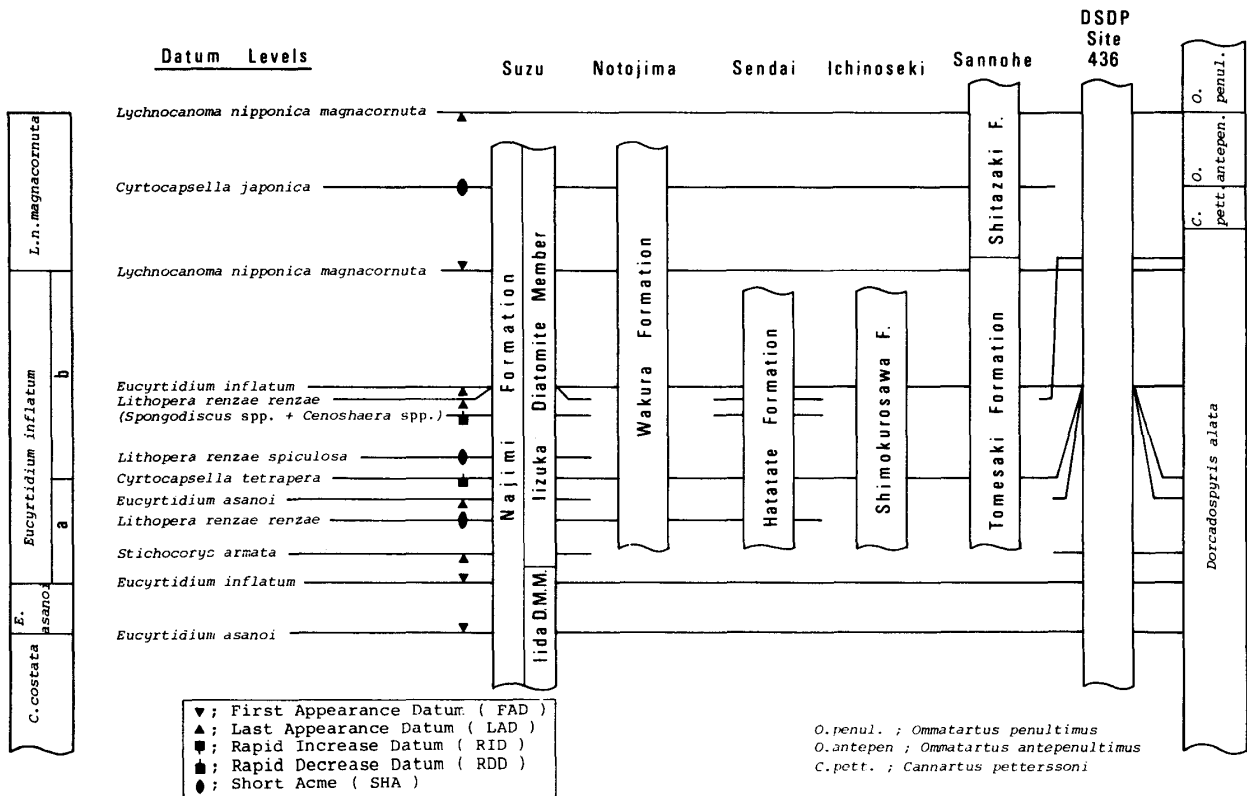 DSDP
Site
436
Datum Levels
Suzu
Notojima
Sendai
Ichinoseki
Sannohe
O. penul.
O. antepen.
C. pett.
Dorcadospyris alata
L.n.magnacornuta
Eucyrtidium inflatum
b
a
E. asanoi
C.costata
Lychnocanoma nipponica magnacornuta
Cyrtocapsella japonica
Lychnocanoma nipponica magnacornuta
Eucyrtidium inflatum
Lithopera renzae renzae
(Spongodiscus spp. + Cenoshaera spp.)
Lithopera renzae spiculosa
Cyrtocapsella tetrapera
Eucyrtidium asanoi
Lithopera renzae renzae
Stichocorys armata
Eucyrtidium inflatum
Eucyrtidium asanoi
Najimi Formation
Iizuka Diatomite Member
Iida D.M.M.
Wakura Formation
Hatatate Formation
Shimokurosawa F.
Shitazaki F.
Tomesaki Formation
▼; First Appearance Datum ( FAD )
▲; Last Appearance Datum ( LAD )
; Rapid Increase Datum ( RID )
; Rapid Decrease Datum ( RDD )
; Short Acme ( SHA )
O.penul. ; Ommatartus penultimus
O.antepen ; Ommatartus antepenultimus
C.pett. ; Cannartus petterssoni